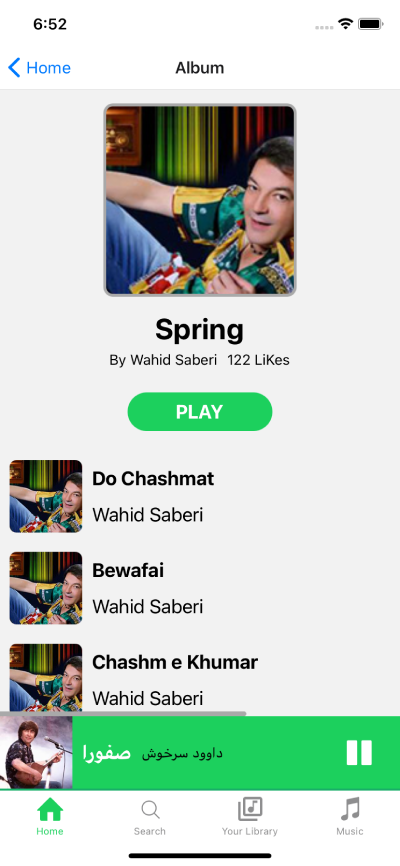 6:52
Home Album
Spring
By Wahid Saberi 122 LiKes
PLAY
Do Chashmat
Wahid Saberi
Bewafai
Wahid Saberi
Chashm e Khumar
Wahid Saberi
صفورا داوود سرخوش
Home Search Your Library Music